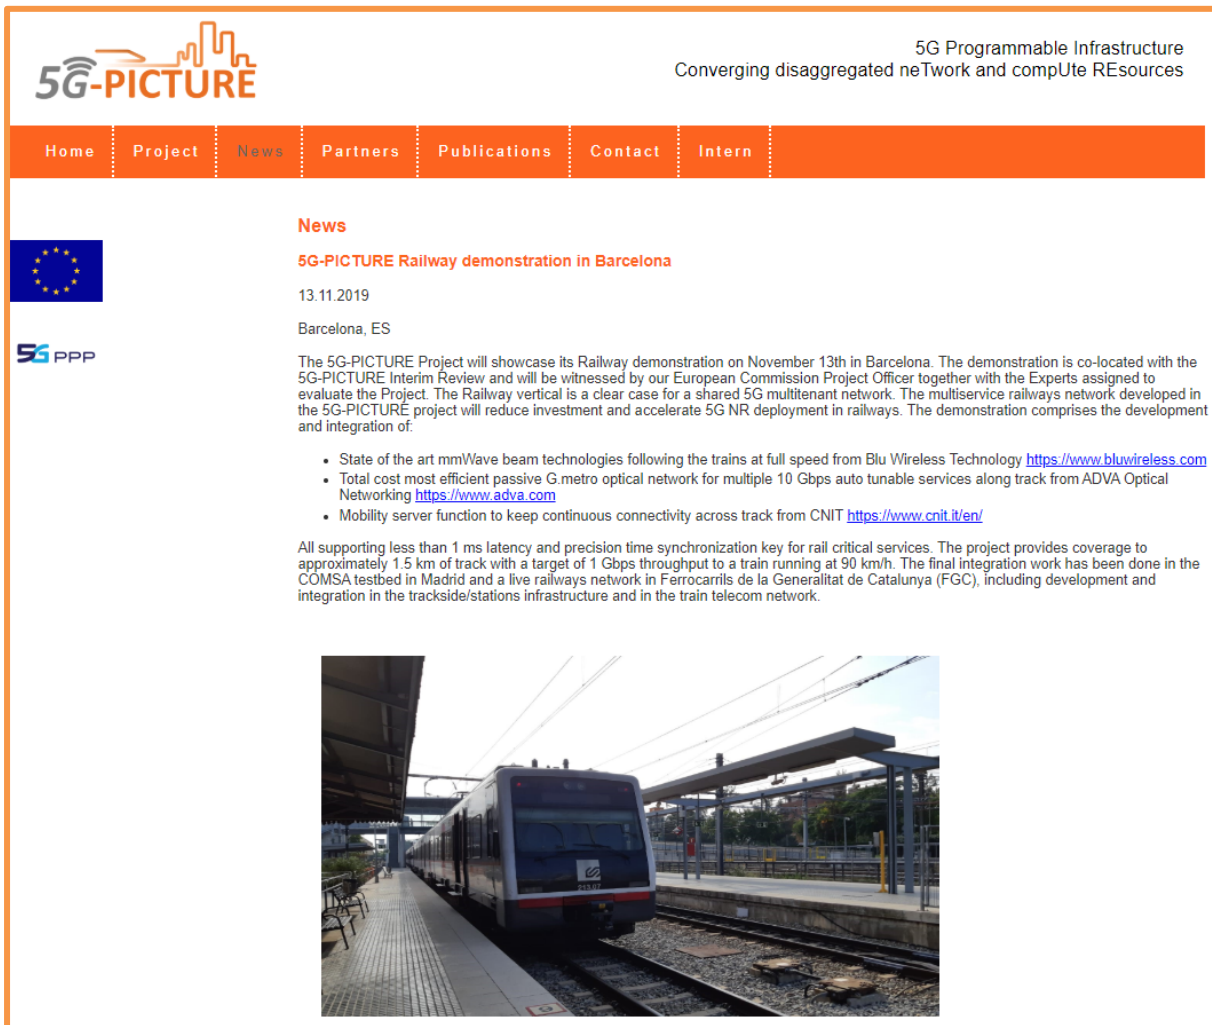 5G-PICTURE
5G Programmable Infrastructure
Converging disaggregated neTwork and compUte REsources
Home Project News Partners Publications Contact Intern
News
5G-PICTURE Railway demonstration in Barcelona
13.11.2019
Barcelona, ES
5G PPP
The 5G-PICTURE Project will showcase its Railway demonstration on November 13th in Barcelona. The demonstration is co-located with the
5G-PICTURE Interim Review and will be witnessed by our European Commission Project Officer together with the Experts assigned to
evaluate the Project. The Railway vertical is a clear case for a shared 5G multitenant network. The multiservice railways network developed in
the 5G-PICTURE project will reduce investment and accelerate 5G NR deployment in railways. The demonstration comprises the development
and integration of:
• State of the art mmWave beam technologies following the trains at full speed from Blu Wireless Technology https://www.bluwireless.com
• Total cost most efficient passive G.metro optical network for multiple 10 Gbps auto tunable services along track from ADVA Optical
Networking https://www.adva.com
• Mobility server function to keep continuous connectivity across track from CNIT https://www.cnit.it/en/
All supporting less than 1 ms latency and precision time synchronization key for rail critical services. The project provides coverage to
approximately 1.5 km of track with a target of 1 Gbps throughput to a train running at 90 km/h. The final integration work has been done in the
COMSA testbed in Madrid and a live railways network in Ferrocarrils de la Generalitat de Catalunya (FGC), including development and
integration in the trackside/stations infrastructure and in the train telecom network.
213.07